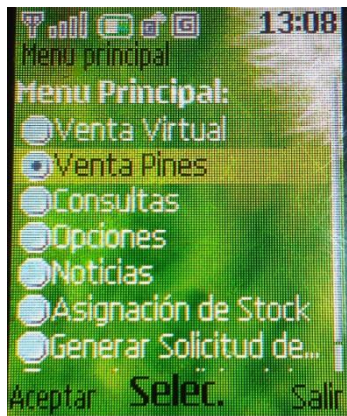 13:08
Menu principal
Menu Principal:
Venta Virtual
Venta Pines
Consultas
Opciones
Noticias
Asignación de Stock
Generar Solicitud de...
Aceptar Selec. Salir